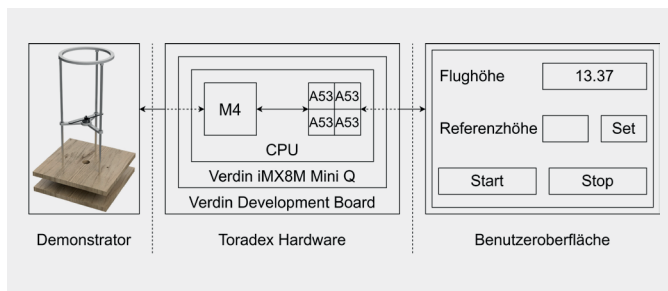 Flughöhe 13.37
M4 A53 A53
A53 A53
Referenzhöhe Set
CPU
Verdin iMX8M Mini Q
Start Stop
Verdin Development Board
Demonstrator Toradex Hardware Benutzeroberfläche